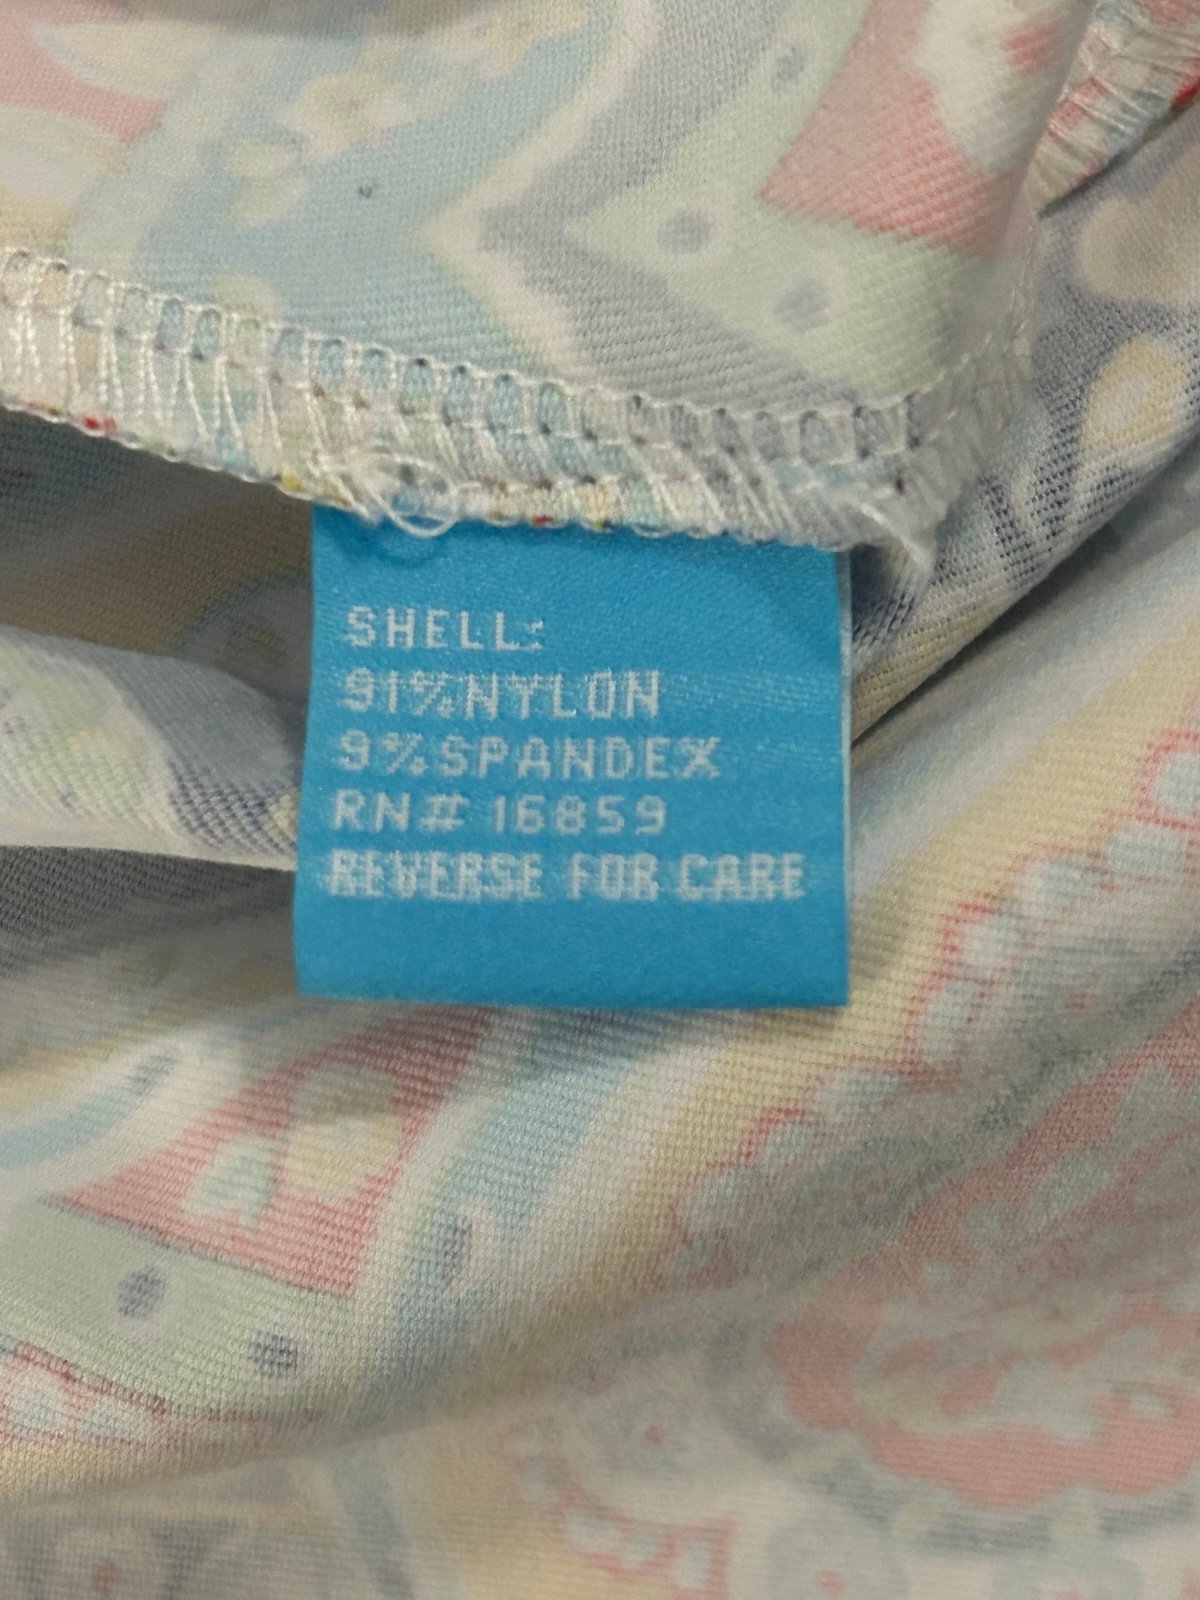 SHELL:
91%NYLON
9%SPANDEX
RN# 16859
REVERSE FOR CARE